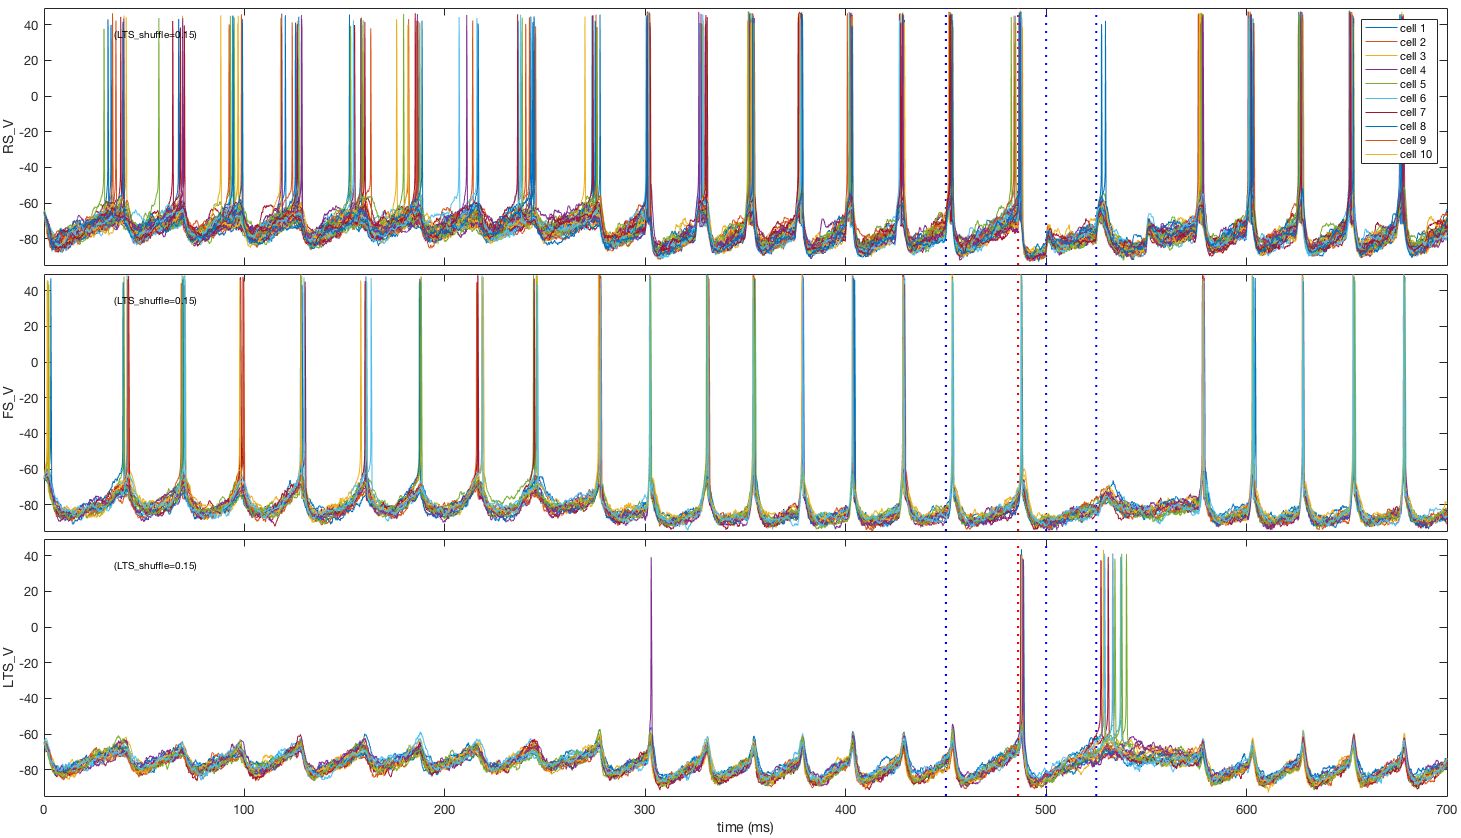 40
20
0
-20
-40
-60
-80
RS_V
(LTS_shuffle=0.15)
cell 1
cell 2
cell 3
cell 4
cell 5
cell 6
cell 7
cell 8
cell 9
cell 10
40
20
0
-20
-40
-60
-80
FS_V
(LTS_shuffle=0.15)
40
20
0
-20
-40
-60
-80
LTS_V
(LTS_shuffle=0.15)
0 100 200 300 400 500 600 700
time (ms)